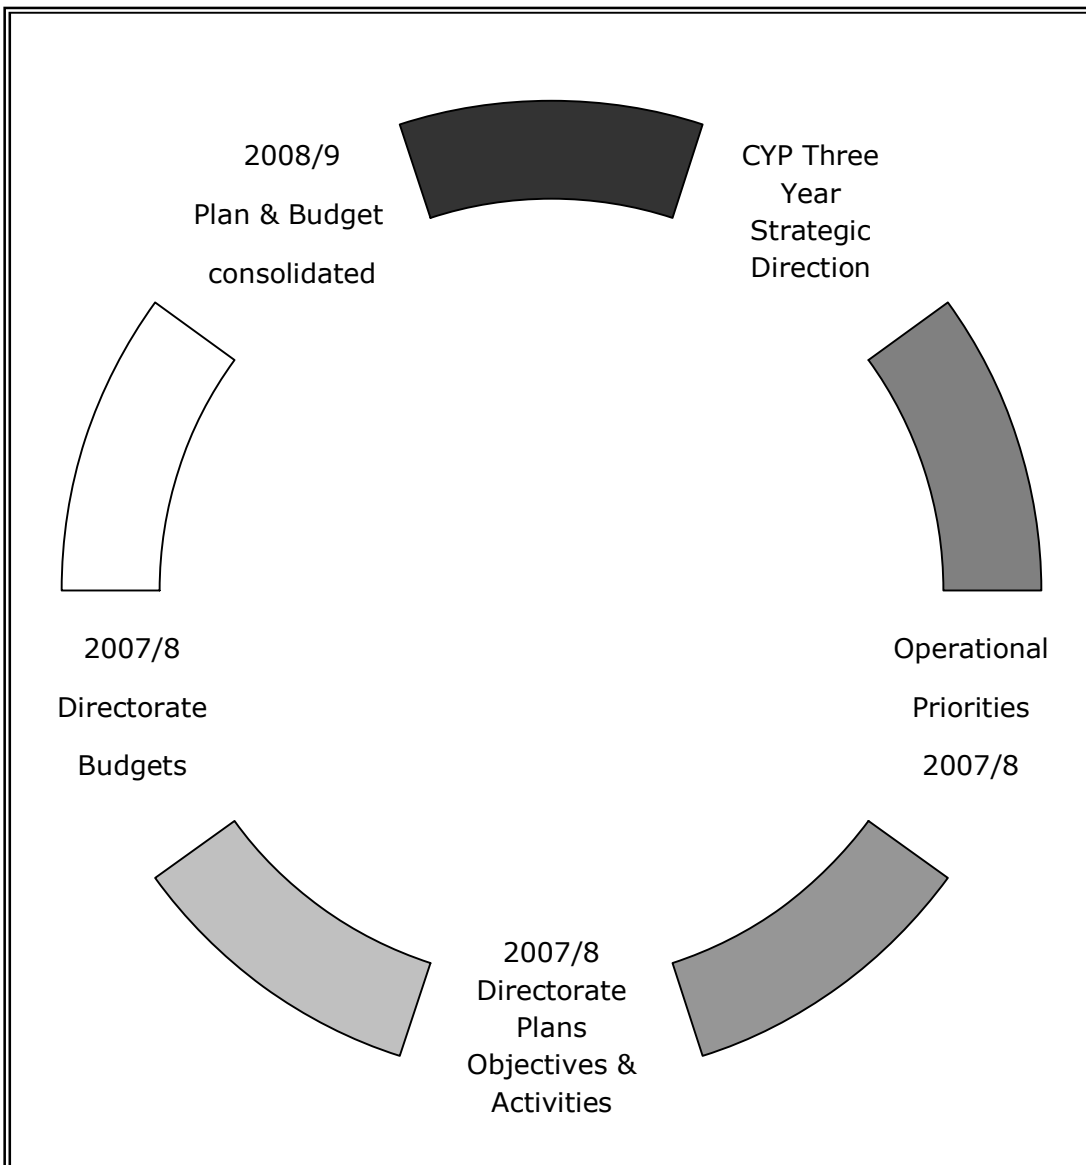 2008/9
Plan & Budget
consolidated
CYP Three
Year
Strategic
Direction
2007/8
Directorate
Budgets
Operational
Priorities
2007/8
2007/8
Directorate
Plans
Objectives &
Activities